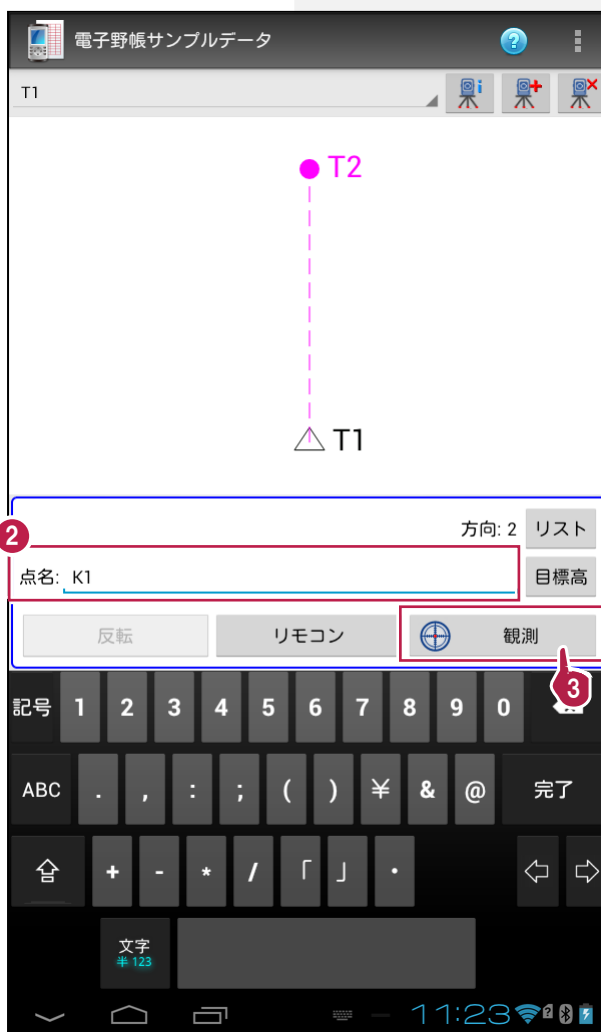 電子野帳サンプルデータ ?
T1 i
T2
T1
方向: 2 リスト
2
点名: K1 目標高
反転 リモコン 観測
3
記号 1 2 3 4 5 6 7 8 9 0
ABC . , : ; ( ) ¥ & @ 完了
+ - * / 「 」 ・
文字
半 123
11:23